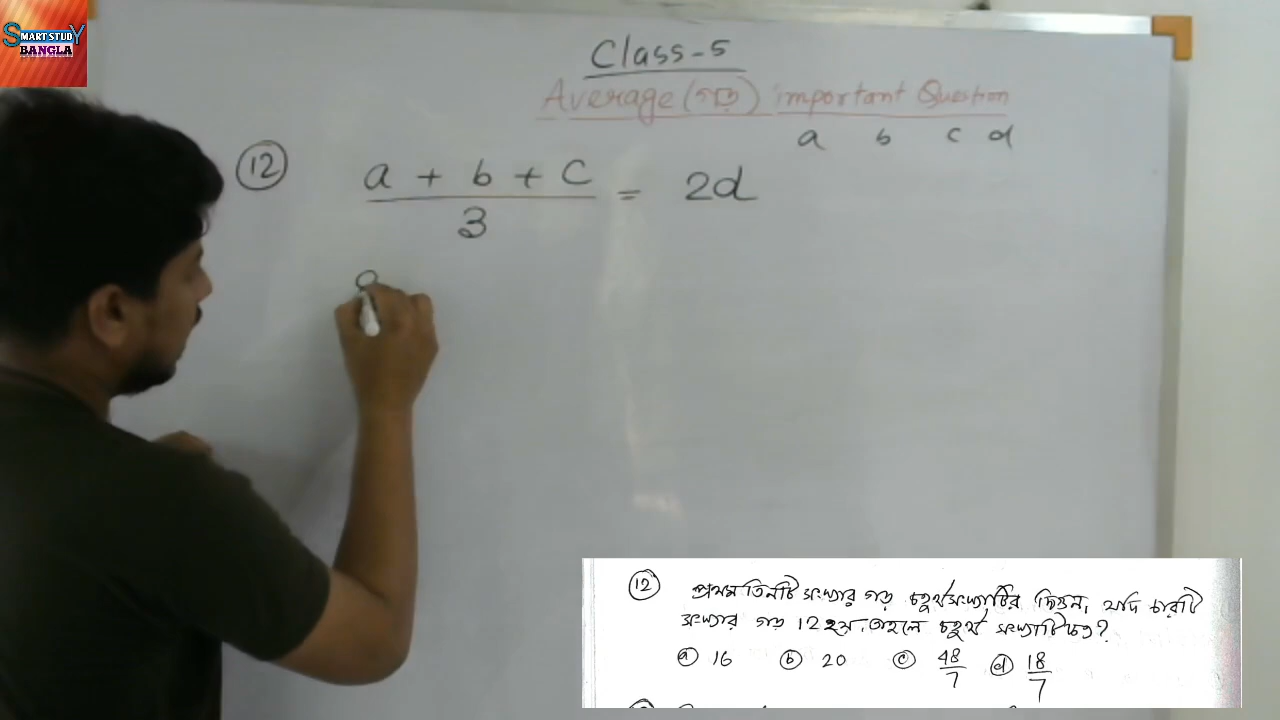 SMART STUDY
BANGLA
Class-5
Average (গড়) important Question
a b c d
12 a + b + c / 3 = 2d
12 প্রথম তিনটি সংখ্যার গড় চতুর্থ সংখ্যাটির দ্বিগুন, যদি চারটি
সংখ্যার গড় 12 হয়, তাহলে চতুর্থ সংখ্যাটি কত?
a 16 b 20 c 48/7 d 18/7